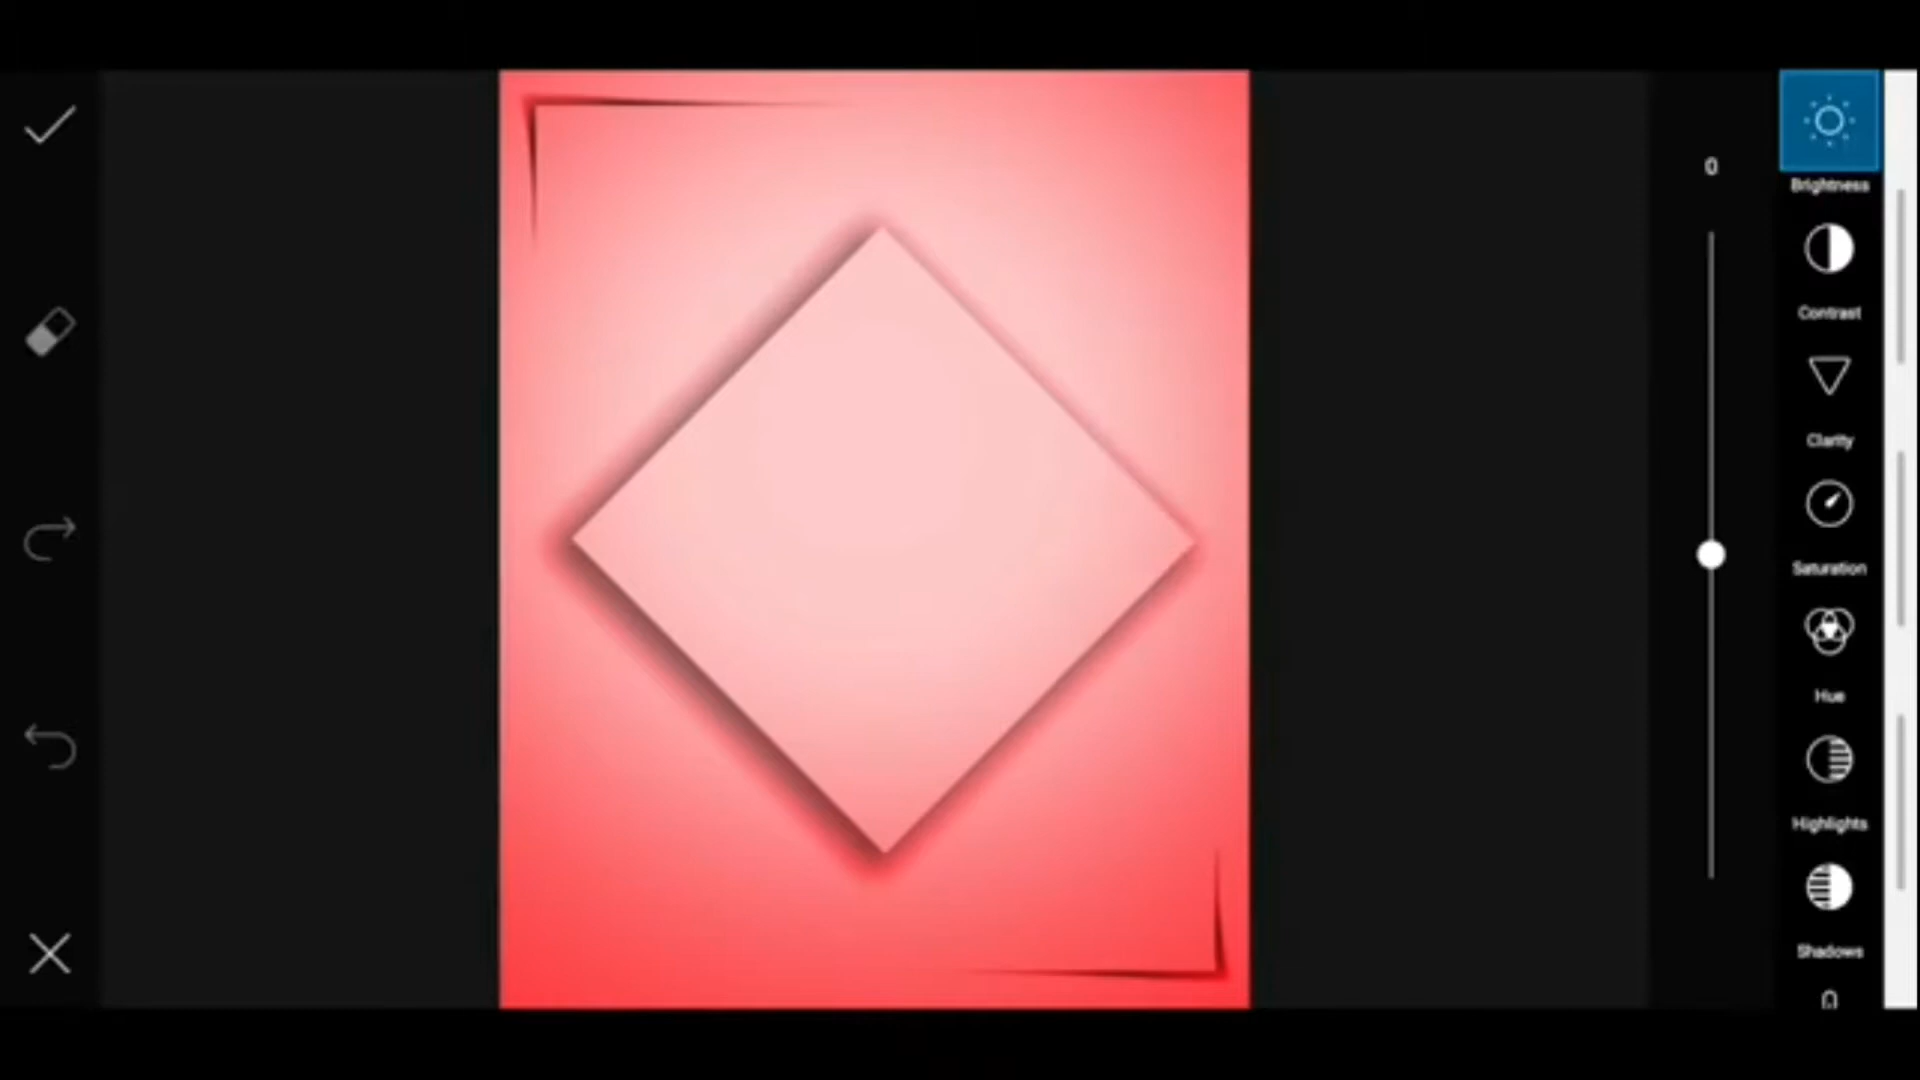 0
Brightness
Contrast
Clarity
Saturation
Hue
Highlights
Shadows